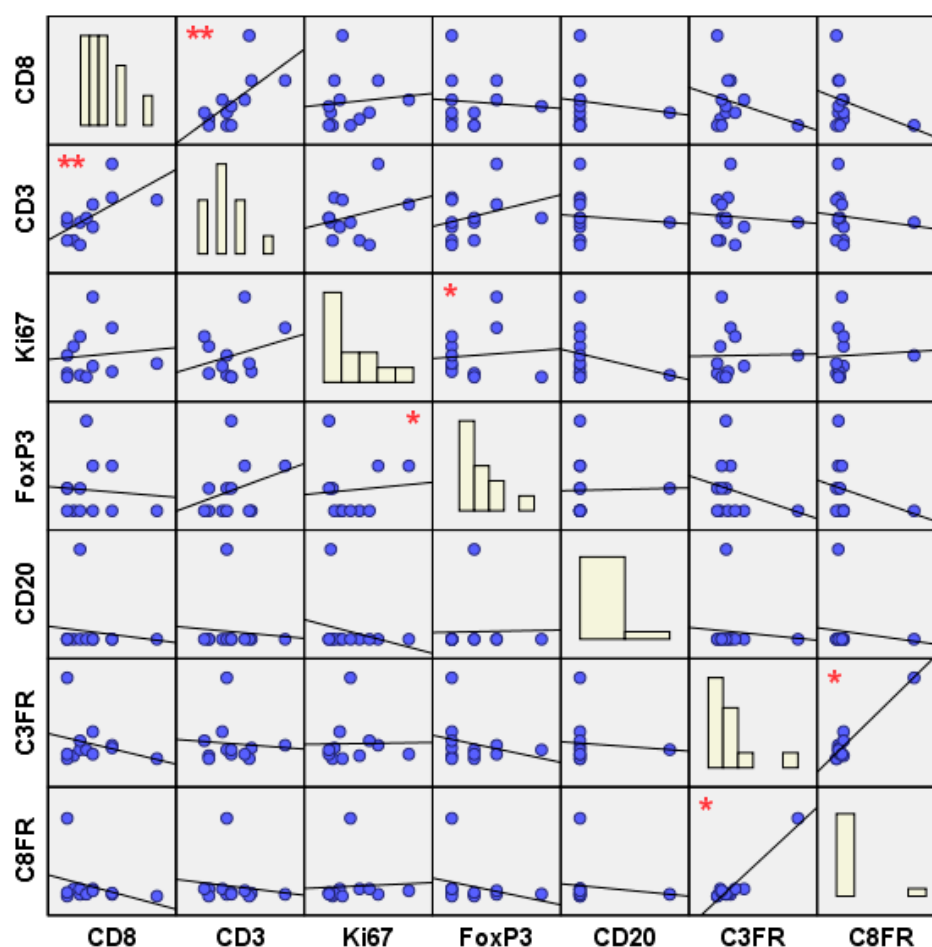 CD8
**
CD3
**
Ki67
*
FoxP3
*
CD20
C3FR
*
C8FR
*
CD8 CD3 Ki67 FoxP3 CD20 C3FR C8FR